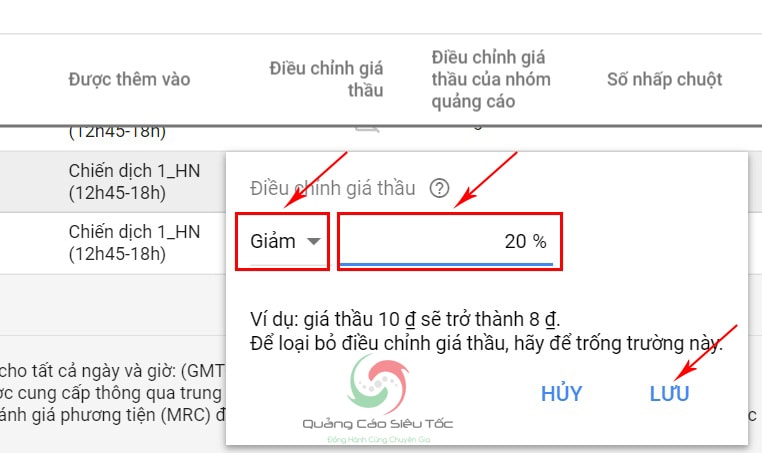 Được thêm vào
Điều chỉnh giá
thầu
Điều chỉnh giá
thầu của nhóm
quảng cáo
Số nhấp chuột
(12h45-18h)
Chiến dịch 1_HN
(12h45-18h)
Chiến dịch 1_HN
(12h45-18h)
Điều chỉnh giá thầu ?
Giảm
20 %
Ví dụ: giá thầu 10 ₫ sẽ trở thành 8 ₫.
Để loại bỏ điều chỉnh giá thầu, hãy để trống trường này.
HỦY
LƯU
Quảng Cáo Siêu Tốc
Đồng Hành Cùng Chuyên Gia
cho tất cả ngày và giờ: (GMT
cung cấp thông qua trung
giá phương tiện (MRC)